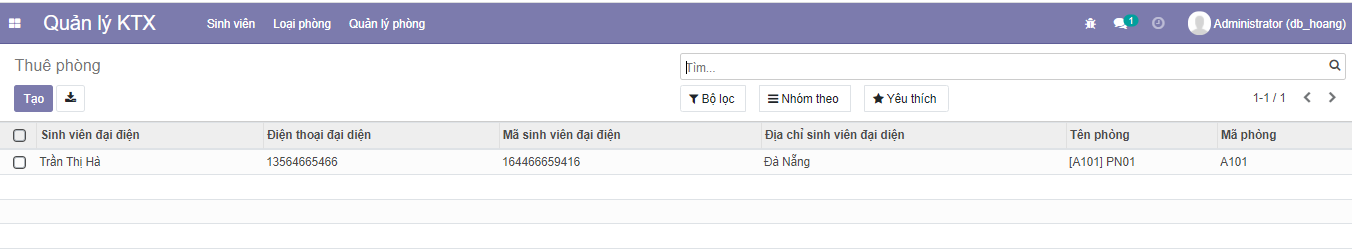 Quản lý KTX Sinh viên Loại phòng Quản lý phòng 1 Administrator (db_hoang)
Thuê phòng Tìm...
Tạo Bộ lọc Nhóm theo Yêu thích 1-1 / 1
Sinh viên đại điện Điện thoại đại diện Mã sinh viên đại điện Địa chỉ sinh viên đại diện Tên phòng Mã phòng
Trần Thị Hà 13564665466 164466659416 Đà Nẵng [A101] PN01 A101